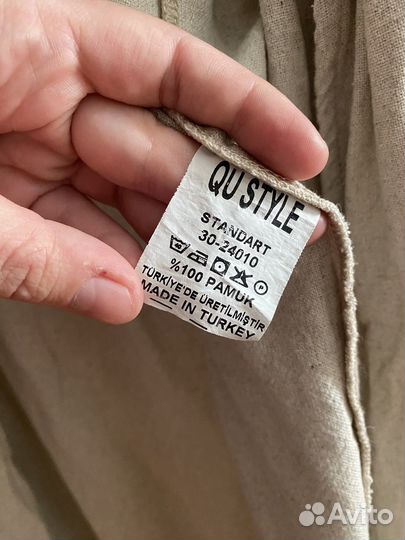 QU STYLE
STANDART
30-24010
%100 PAMUK
TÜRKİYE'DE ÜRETİLMİŞTİR
MADE IN TURKEY
Avito